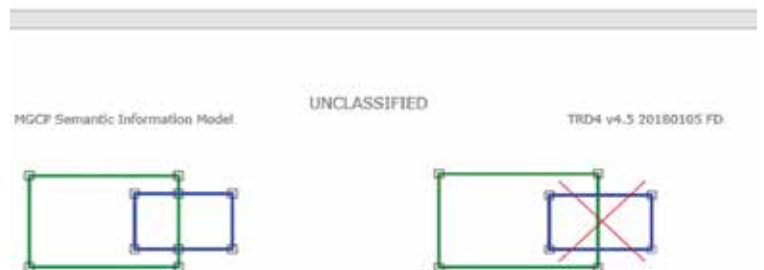 UNCLASSIFIED
MGCP Semantic Information Model
TRD4 v4.5 20180105 FD